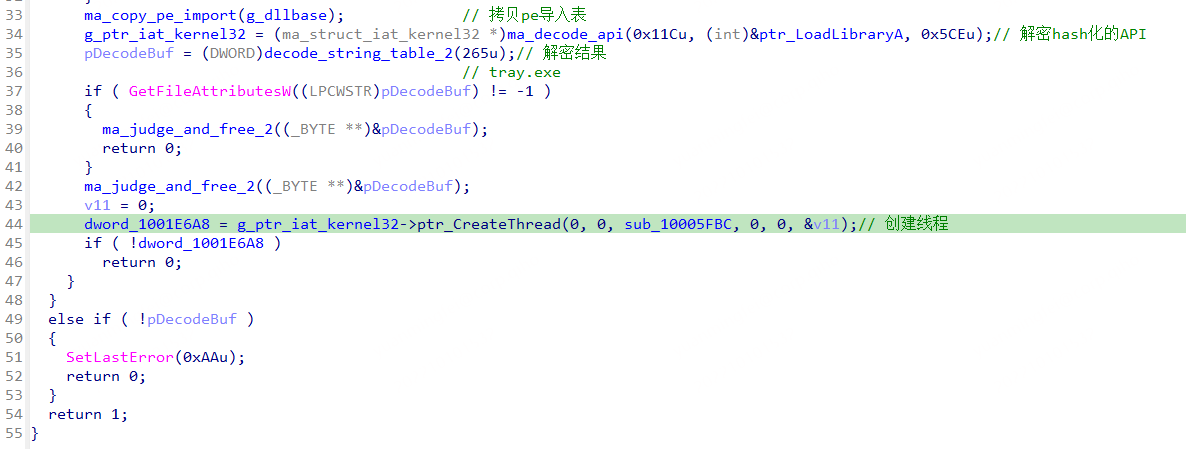 33 ma_copy_pe_import(g_dllbase); // 拷贝pe导入表
34 g_ptr_iat_kernel32 = (ma_struct_iat_kernel32 *)ma_decode_api(0x11Cu, (int)&ptr_LoadLibraryA, 0x5CEu);// 解密hash化的API
35 pDecodeBuf = (DWORD)decode_string_table_2(265u);// 解密结果
36 // tray.exe
37 if ( GetFileAttributesW((LPCWSTR)pDecodeBuf) != -1 )
38 {
39 ma_judge_and_free_2((_BYTE **)&pDecodeBuf);
40 return 0;
41 }
42 ma_judge_and_free_2((_BYTE **)&pDecodeBuf);
43 v11 = 0;
44 dword_1001E6A8 = g_ptr_iat_kernel32->ptr_CreateThread(0, 0, sub_10005FBC, 0, 0, &v11);// 创建线程
45 if ( !dword_1001E6A8 )
46 return 0;
47 }
48 }
49 else if ( !pDecodeBuf )
50 {
51 SetLastError(0xAAu);
52 return 0;
53 }
54 return 1;
55 }